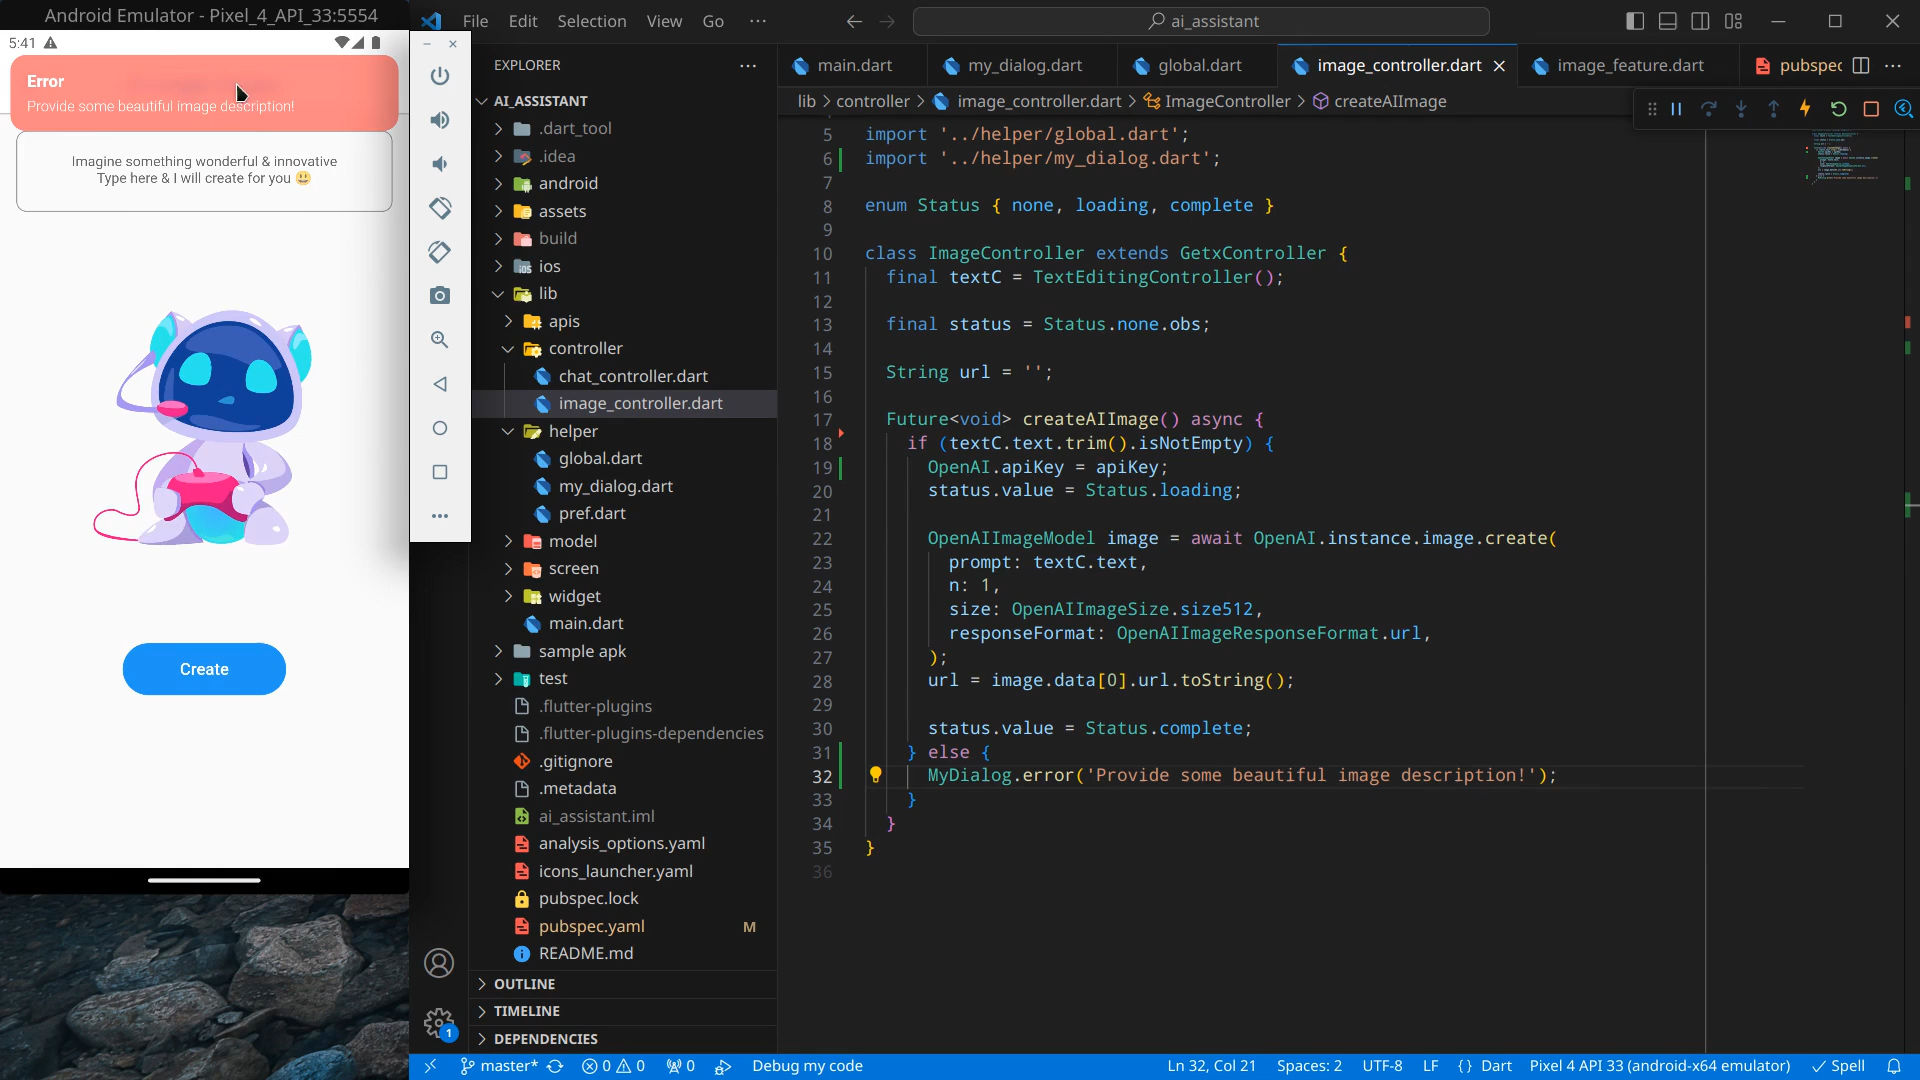 Android Emulator - Pixel_4_API_33:5554
5:41
Error
Provide some beautiful image description!
Imagine something wonderful & innovative
Type here & I will create for you 😃
Create
File Edit Selection View Go ···
ai_assistant
EXPLORER
AI_ASSISTANT
.dart_tool
.idea
android
assets
build
ios
lib
apis
controller
chat_controller.dart
image_controller.dart
helper
global.dart
my_dialog.dart
pref.dart
model
screen
widget
main.dart
sample apk
test
.flutter-plugins
.flutter-plugins-dependencies
.gitignore
.metadata
ai_assistant.iml
analysis_options.yaml
icons_launcher.yaml
pubspec.lock
pubspec.yaml M
README.md
OUTLINE
TIMELINE
DEPENDENCIES
main.dart my_dialog.dart global.dart image_controller.dart image_feature.dart pubspec
lib > controller > image_controller.dart > ImageController > createAIImage
5 import '../helper/global.dart';
6 import '../helper/my_dialog.dart';
7
8 enum Status { none, loading, complete }
9
10 class ImageController extends GetxController {
11 final textC = TextEditingController();
12
13 final status = Status.none.obs;
14
15 String url = '';
16
17 Future<void> createAIImage() async {
18 if (textC.text.trim().isNotEmpty) {
19 OpenAI.apiKey = apiKey;
20 status.value = Status.loading;
21
22 OpenAIImageModel image = await OpenAI.instance.image.create(
23 prompt: textC.text,
24 n: 1,
25 size: OpenAIImageSize.size512,
26 responseFormat: OpenAIImageResponseFormat.url,
27 );
28 url = image.data[0].url.toString();
29
30 status.value = Status.complete;
31 } else {
32 MyDialog.error('Provide some beautiful image description!');
33 }
34 }
35 }
36
1
master* 0 0 0 Debug my code Ln 32, Col 21 Spaces: 2 UTF-8 LF {} Dart Pixel 4 API 33 (android-x64 emulator) Spell